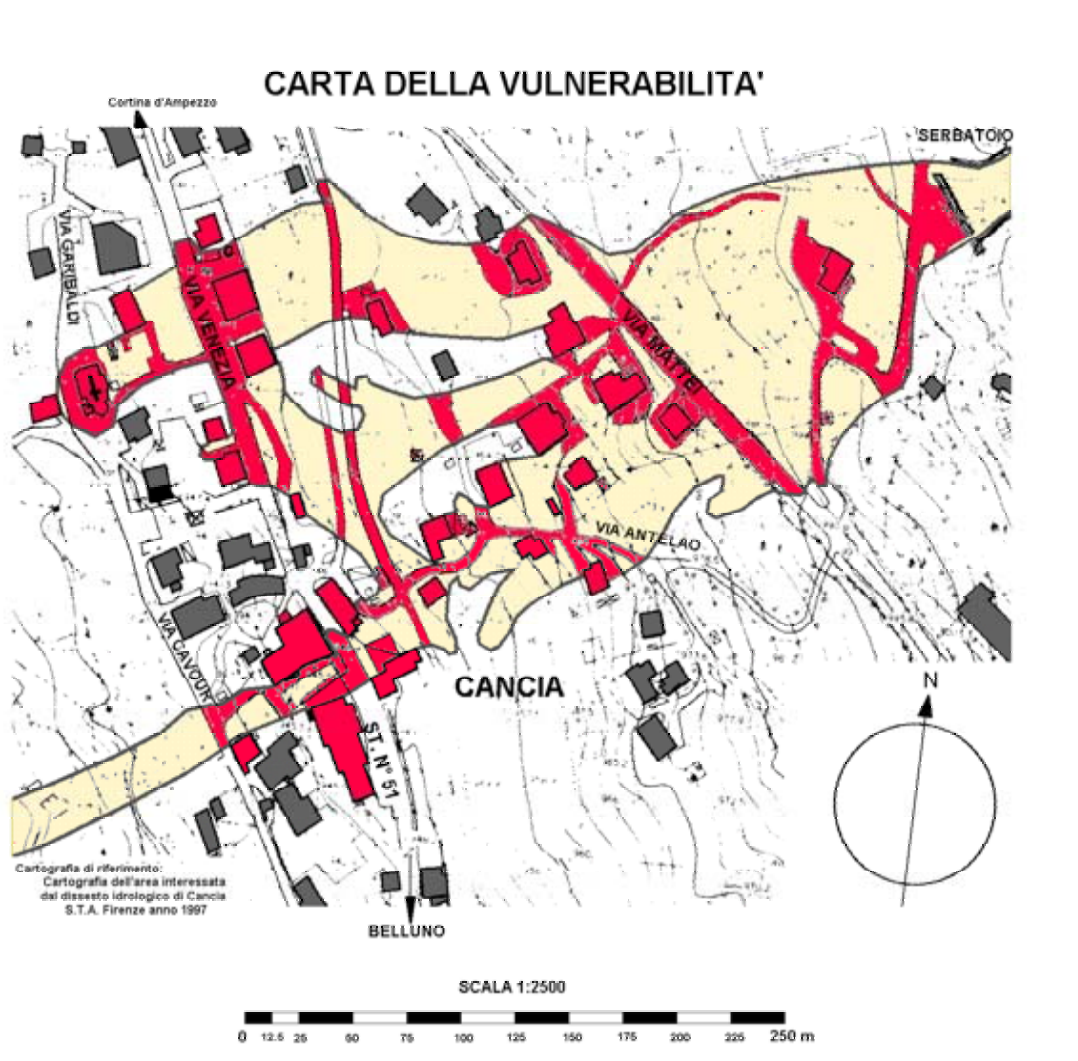 CARTA DELLA VULNERABILITA'
Cortina d'Ampezzo
SERBATOIO
VIA GARIBALDI
VIA VENEZIA
VIA MATTEI
VIA ANTELAO
VIA CAVOUR
CANCIA
ST. N° 51
N
Cartografia di riferimento:
Cartografia dell'area interessata
dal dissesto idrologico di Cancia
S.T.A. Firenze anno 1997
BELLUNO
SCALA 1:2500
0 12.5 25 50 75 100 125 150 175 200 225 250 m